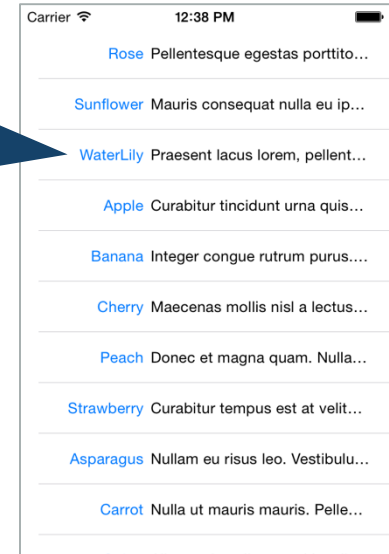 Carrier 12:38 PM
Rose Pellentesque egestas porttito...
Sunflower Mauris consequat nulla eu ip...
WaterLily Praesent lacus lorem, pellent...
Apple Curabitur tincidunt urna quis...
Banana Integer congue rutrum purus....
Cherry Maecenas mollis nisl a lectus...
Peach Donec et magna quam. Nulla...
Strawberry Curabitur tempus est at velit...
Asparagus Nullam eu risus leo. Vestibulu...
Carrot Nulla ut mauris mauris. Pelle...